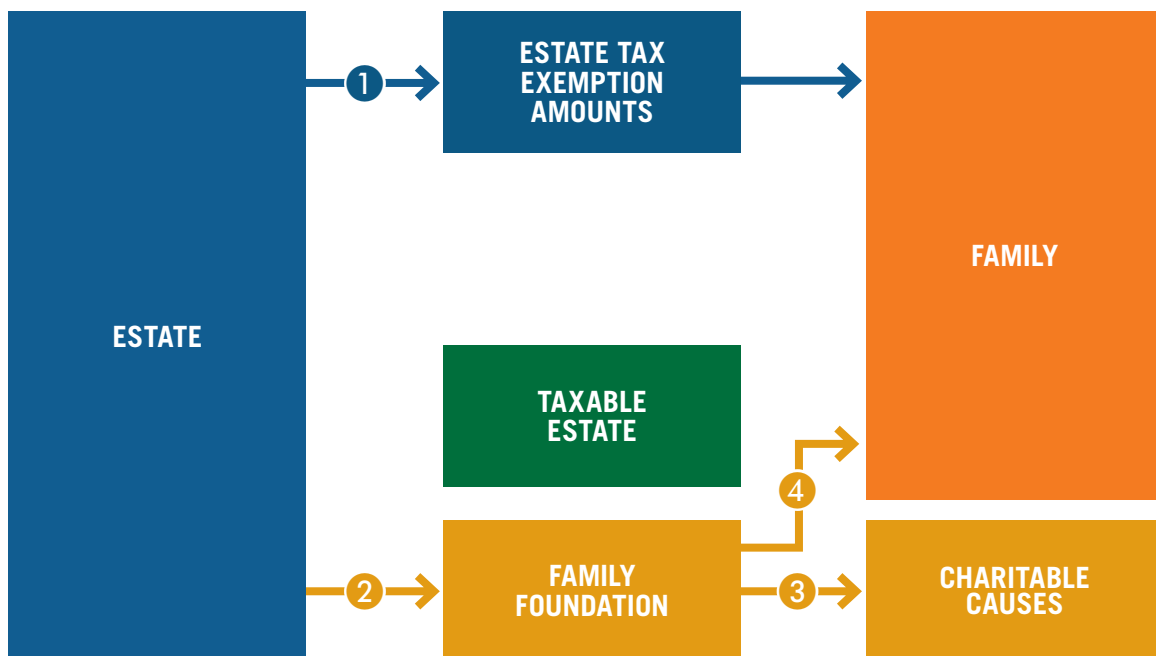 ESTATE
1
ESTATE TAX
EXEMPTION
AMOUNTS
FAMILY
TAXABLE
ESTATE
4
2
FAMILY
FOUNDATION
3
CHARITABLE
CAUSES